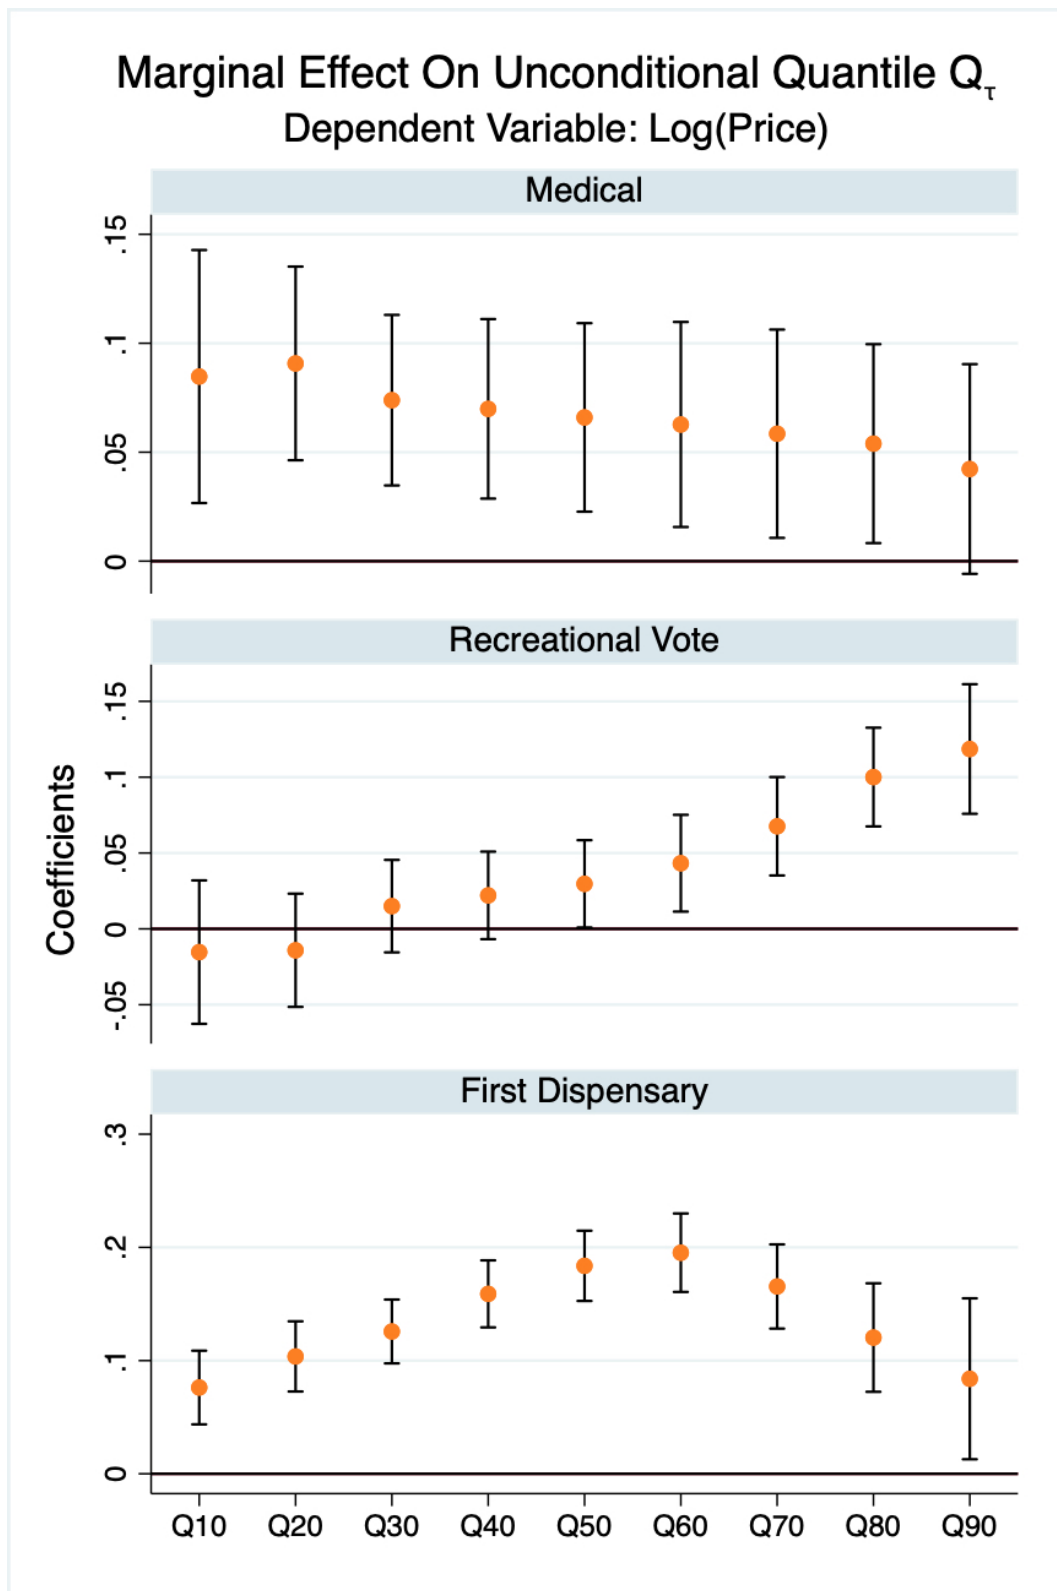 Marginal Effect On Unconditional Quantile Qτ
Dependent Variable: Log(Price)
Medical
.15
.1
.05
0
Recreational Vote
Coefficients
.15
.1
.05
0
-.05
First Dispensary
.3
.2
.1
0
Q10 Q20 Q30 Q40 Q50 Q60 Q70 Q80 Q90